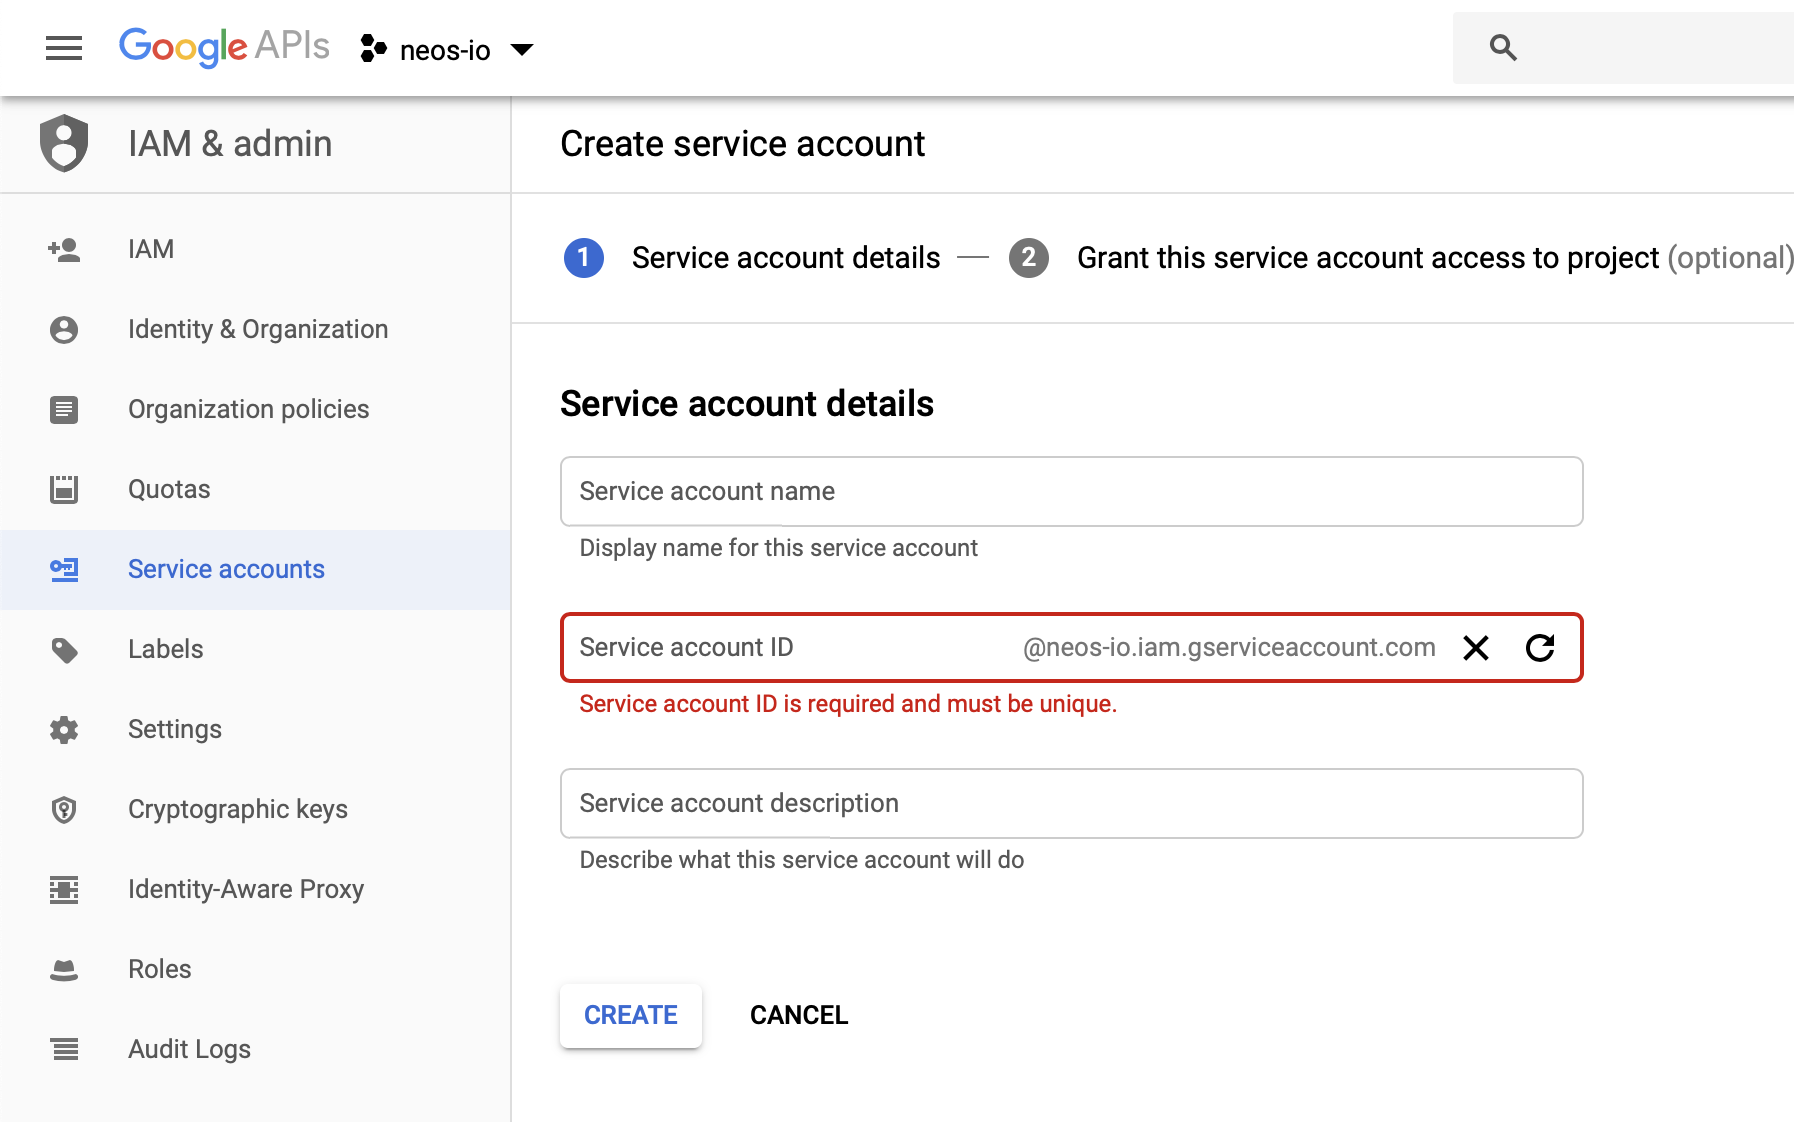 Google APIs
neos-io
IAM & admin
Create service account
IAM
Identity & Organization
Organization policies
Quotas
Service accounts
Labels
Settings
Cryptographic keys
Identity-Aware Proxy
Roles
Audit Logs
1 Service account details — 2 Grant this service account access to project (optional)
Service account details
Service account name
Display name for this service account
Service account ID @neos-io.iam.gserviceaccount.com
Service account ID is required and must be unique.
Service account description
Describe what this service account will do
CREATE CANCEL